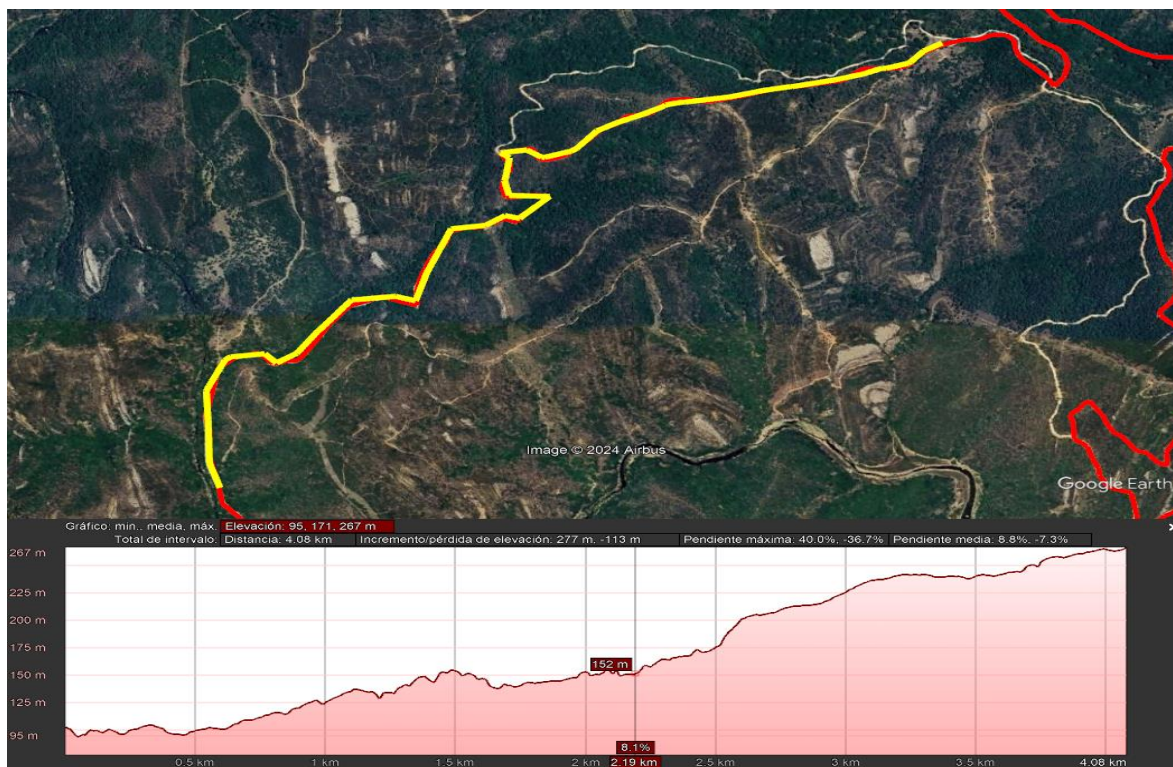 Image © 2024 Airbus
Google Earth
Gráfico: min., media, máx. Elevación: 95, 171, 267 m
Total de intervalo: Distancia: 4.08 km Incremento/pérdida de elevación: 277 m, -113 m Pendiente máxima: 40.0%, -36.7% Pendiente media: 8.8%, -7.3%
267 m
225 m
200 m
175 m
150 m
152 m
125 m
95 m
8.1%
0.5 km 1 km 1.5 km 2 km 2.19 km 2.5 km 3 km 3.5 km 4.08 km